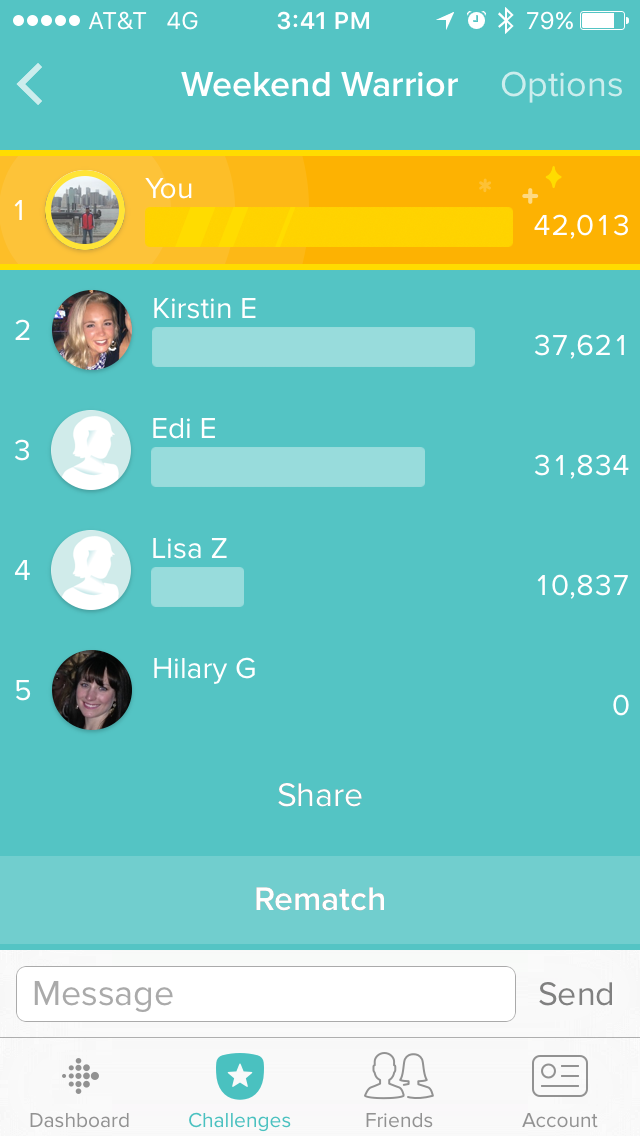 AT&T 4G 3:41 PM 79%
Weekend Warrior Options
1 You 42,013
2 Kirstin E 37,621
3 Edi E 31,834
4 Lisa Z 10,837
5 Hilary G 0
Share
Rematch
Message Send
Dashboard Challenges Friends Account